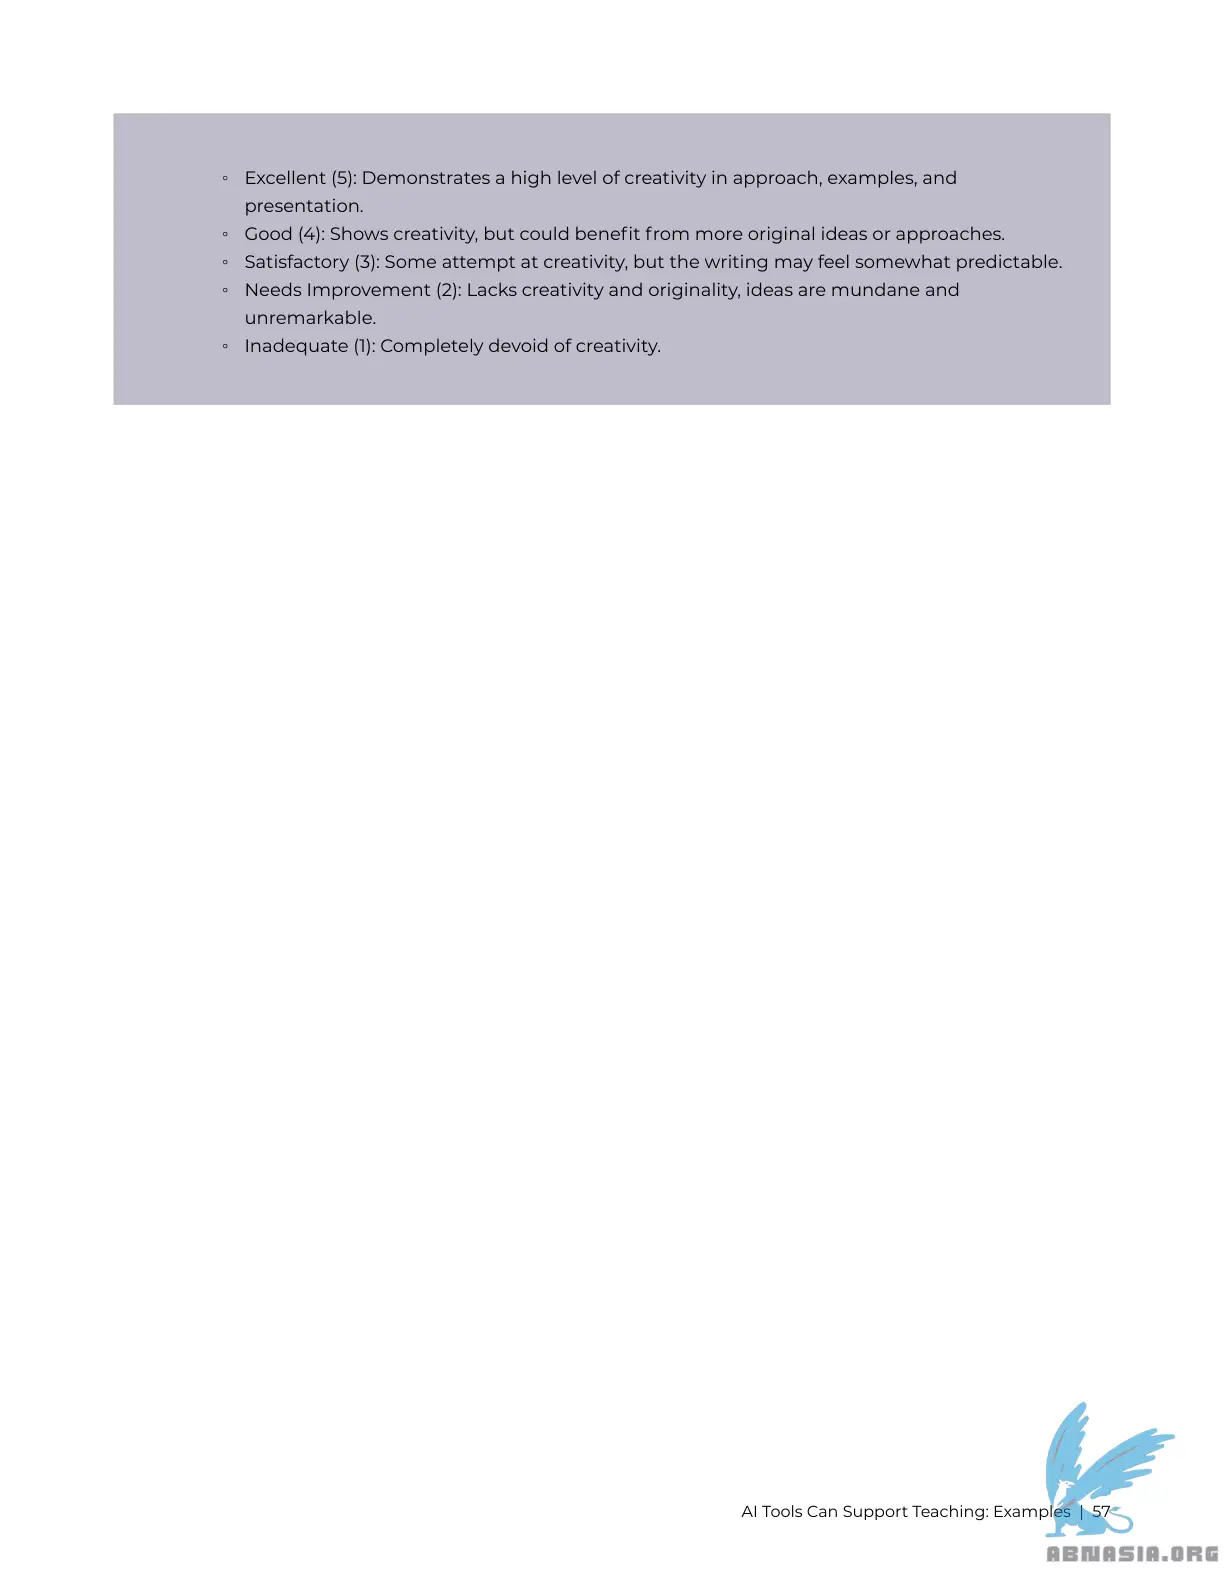 ▫ Excellent (5): Demonstrates a high level of creativity in approach, examples, and
presentation.
▫ Good (4): Shows creativity, but could benefit from more original ideas or approaches.
▫ Satisfactory (3): Some attempt at creativity, but the writing may feel somewhat predictable.
▫ Needs Improvement (2): Lacks creativity and originality, ideas are mundane and
unremarkable.
▫ Inadequate (1): Completely devoid of creativity.
AI Tools Can Support Teaching: Examples | 57
ABNASIA.ORG